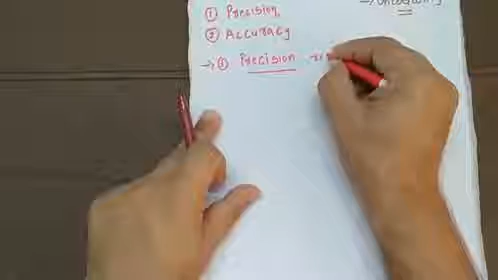 ① Precision
② Accuracy
→ ① Precision